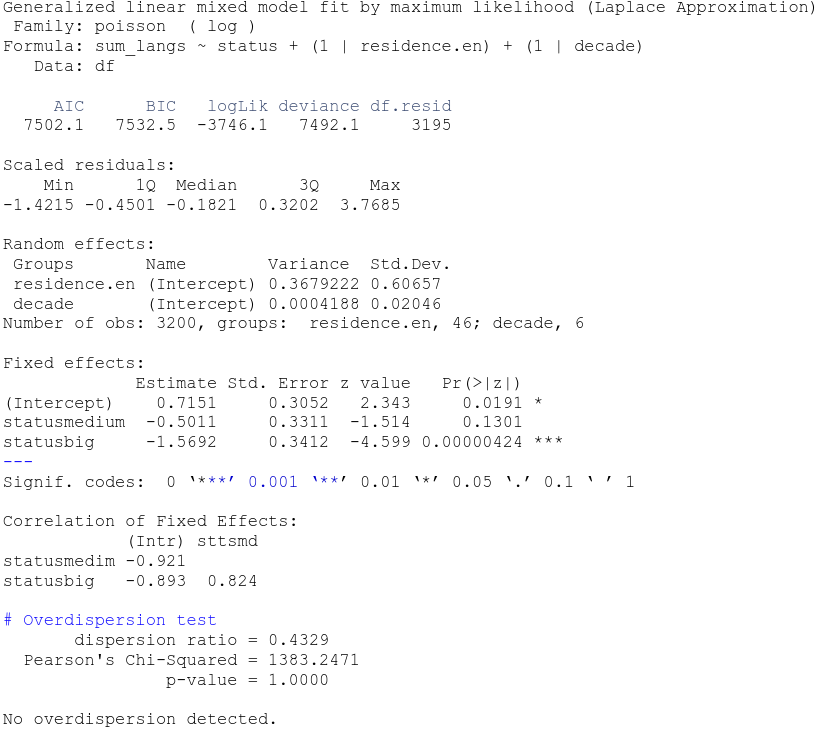 Generalized linear mixed model fit by maximum likelihood (Laplace Approximation)
 Family: poisson  ( log )
Formula: sum_langs ~ status + (1 | residence.en) + (1 | decade)
   Data: df

     AIC      BIC   logLik deviance df.resid
  7502.1   7532.5  -3746.1   7492.1     3195

Scaled residuals:
    Min      1Q  Median      3Q     Max
-1.4215 -0.4501 -0.1821  0.3202  3.7685

Random effects:
 Groups       Name        Variance  Std.Dev.
 residence.en (Intercept) 0.3679222 0.60657
 decade       (Intercept) 0.0004188 0.02046
Number of obs: 3200, groups:  residence.en, 46; decade, 6

Fixed effects:
             Estimate Std. Error z value   Pr(>|z|)
(Intercept)    0.7151     0.3052   2.343     0.0191 *
statusmedium  -0.5011     0.3311  -1.514     0.1301
statusbig     -1.5692     0.3412  -4.599 0.00000424 ***
---
Signif. codes:  0 ‘***’ 0.001 ‘**’ 0.01 ‘*’ 0.05 ‘.’ 0.1 ‘ ’ 1

Correlation of Fixed Effects:
            (Intr) sttsmd
statusmedim -0.921
statusbig   -0.893  0.824

# Overdispersion test
       dispersion ratio = 0.4329
  Pearson's Chi-Squared = 1383.2471
                p-value = 1.0000

No overdispersion detected.